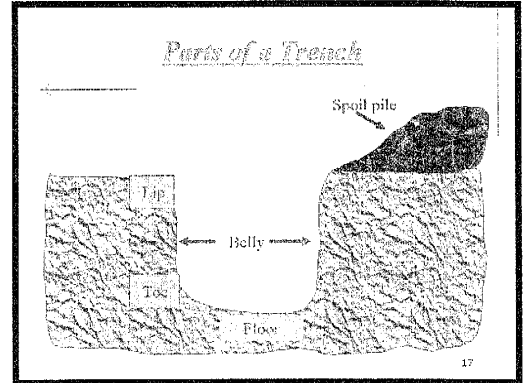 Parts of a Trench
Spoil pile
Lip
Belly
Toe
Floor
17